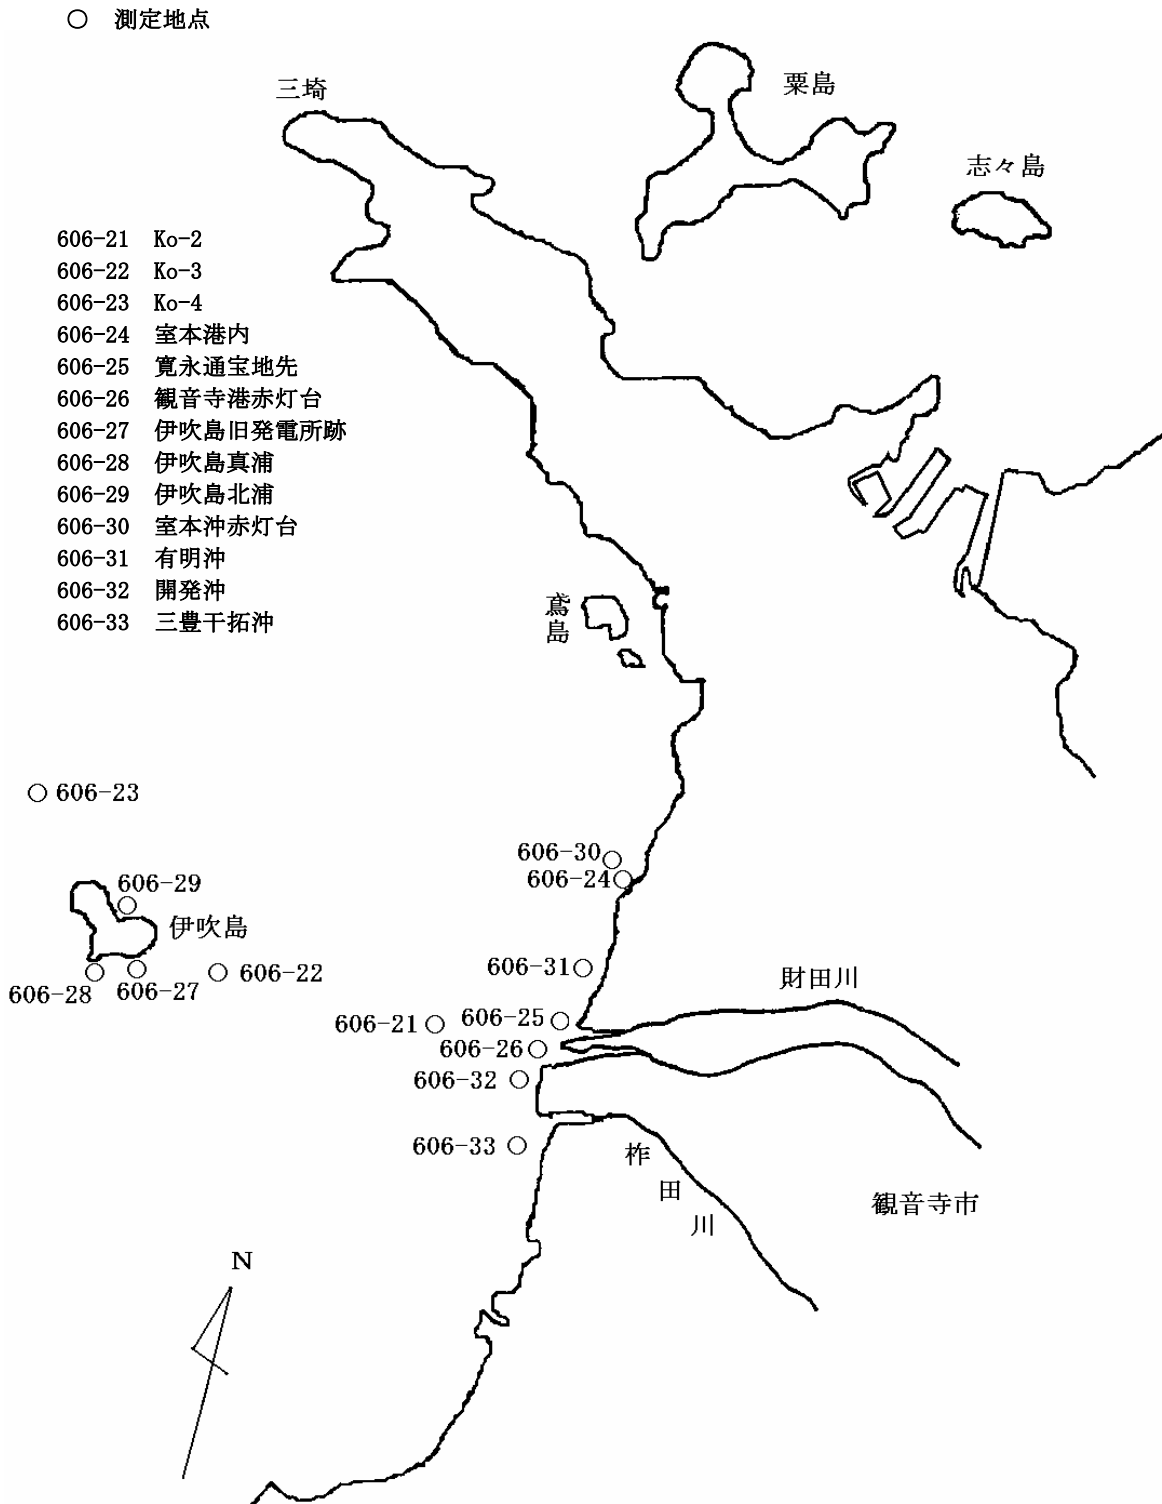 ○ 測定地点
三埼
粟島
志々島
606-21 Ko-2
606-22 Ko-3
606-23 Ko-4
606-24 室本港内
606-25 寛永通宝地先
606-26 観音寺港赤灯台
606-27 伊吹島旧発電所跡
606-28 伊吹島真浦
606-29 伊吹島北浦
606-30 室本沖赤灯台
606-31 有明沖
606-32 開発沖
606-33 三豊干拓沖
鳶島
606-23
606-30
606-24
606-29
伊吹島
606-31
606-22
606-28
606-27
財田川
606-21
606-25
606-26
606-32
606-33
柞田川
観音寺市
N